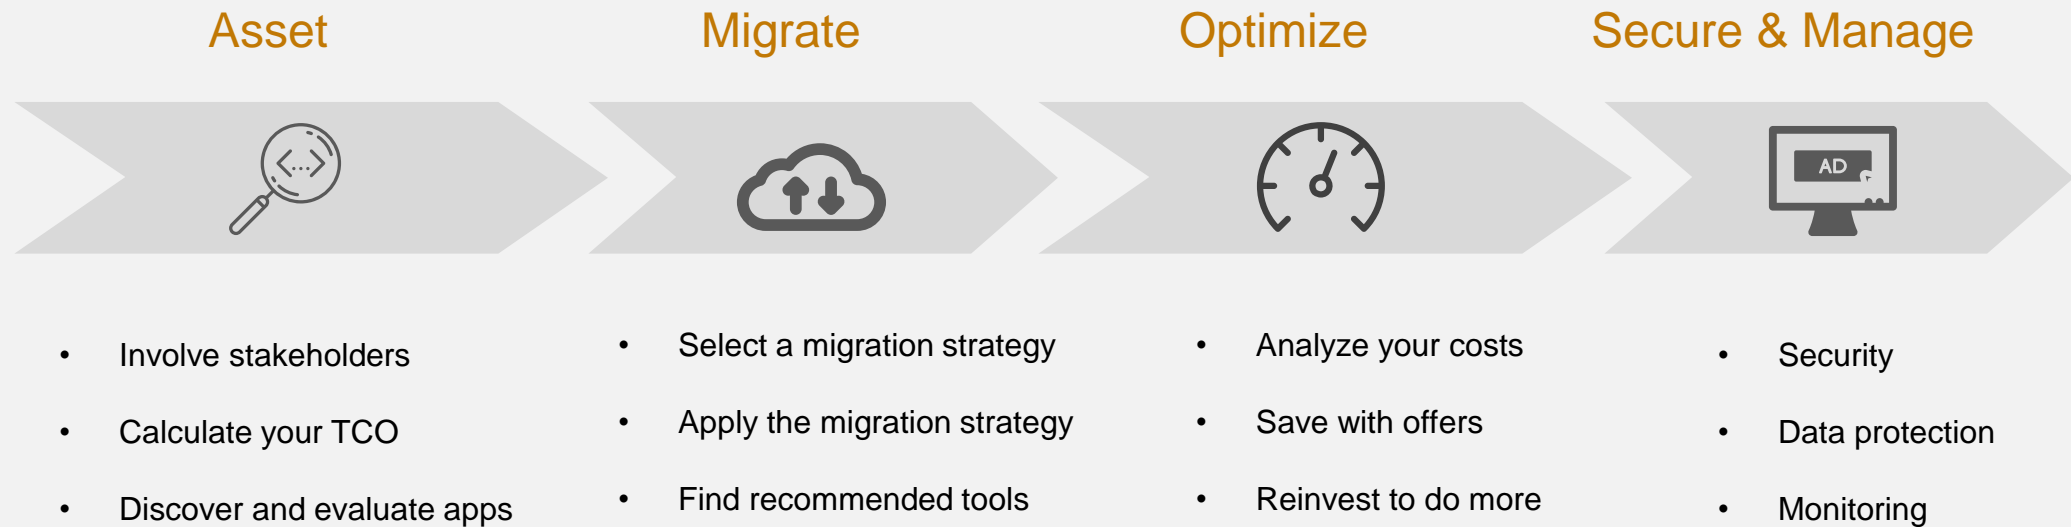 Asset
Migrate
Optimize
Secure & Manage
<...>
AD
• Involve stakeholders
• Calculate your TCO
• Discover and evaluate apps
• Select a migration strategy
• Apply the migration strategy
• Find recommended tools
• Analyze your costs
• Save with offers
• Reinvest to do more
• Security
• Data protection
• Monitoring